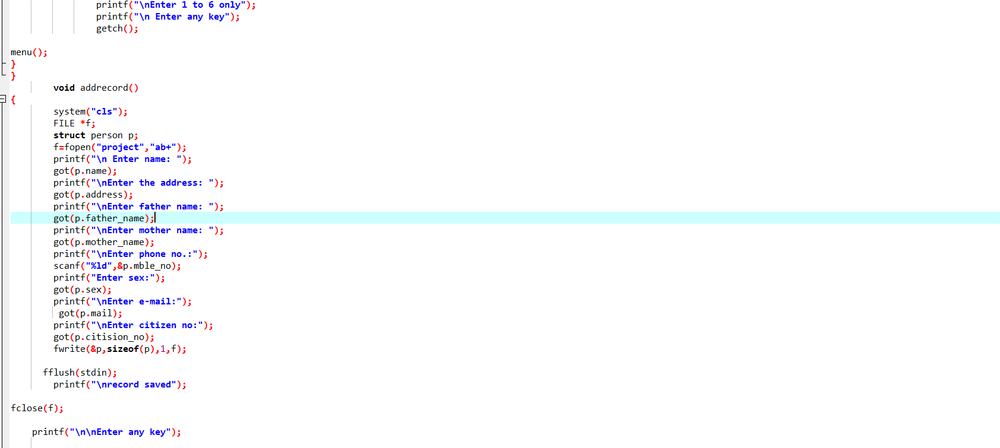 printf("\nEnter 1 to 6 only");
printf("\n Enter any key");
getch();
menu();
}
}
void addrecord()
{
system("cls");
FILE *f;
struct person p;
f=fopen("project","ab+");
printf("\n Enter name: ");
got(p.name);
printf("\nEnter the address: ");
got(p.address);
printf("\nEnter father name: ");
got(p.father_name);
printf("\nEnter mother name: ");
got(p.mother_name);
printf("\nEnter phone no.:");
scanf("%ld",&p.mble_no);
printf("Enter sex:");
got(p.sex);
printf("\nEnter e-mail:");
got(p.mail);
printf("\nEnter citizen no:");
got(p.citision_no);
fwrite(&p,sizeof(p),1,f);
fflush(stdin);
printf("\nrecord saved");
fclose(f);
printf("\n\nEnter any key");